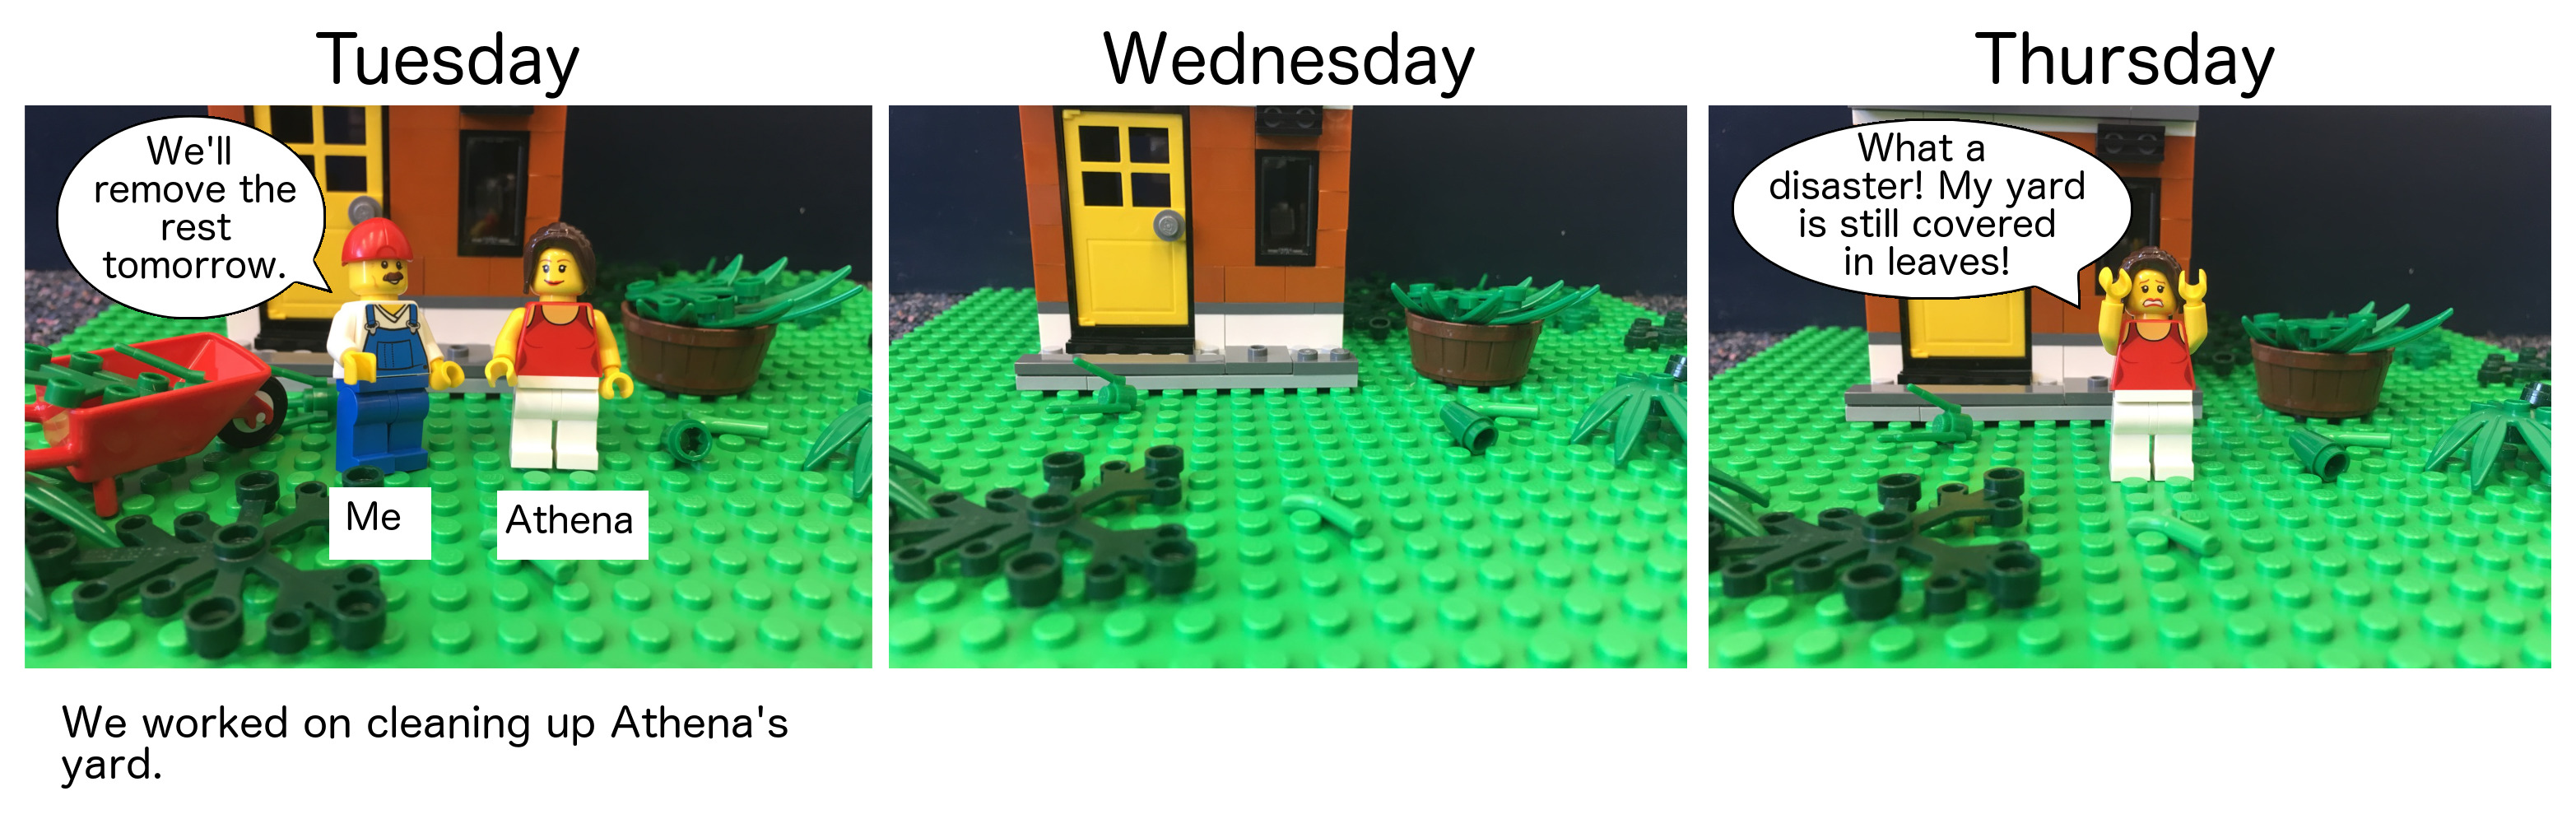 Tuesday
We'll
remove the
rest
tomorrow.
Me
Athena
We worked on cleaning up Athena's
yard.
Wednesday
Thursday
What a
disaster! My yard
is still covered
in leaves!